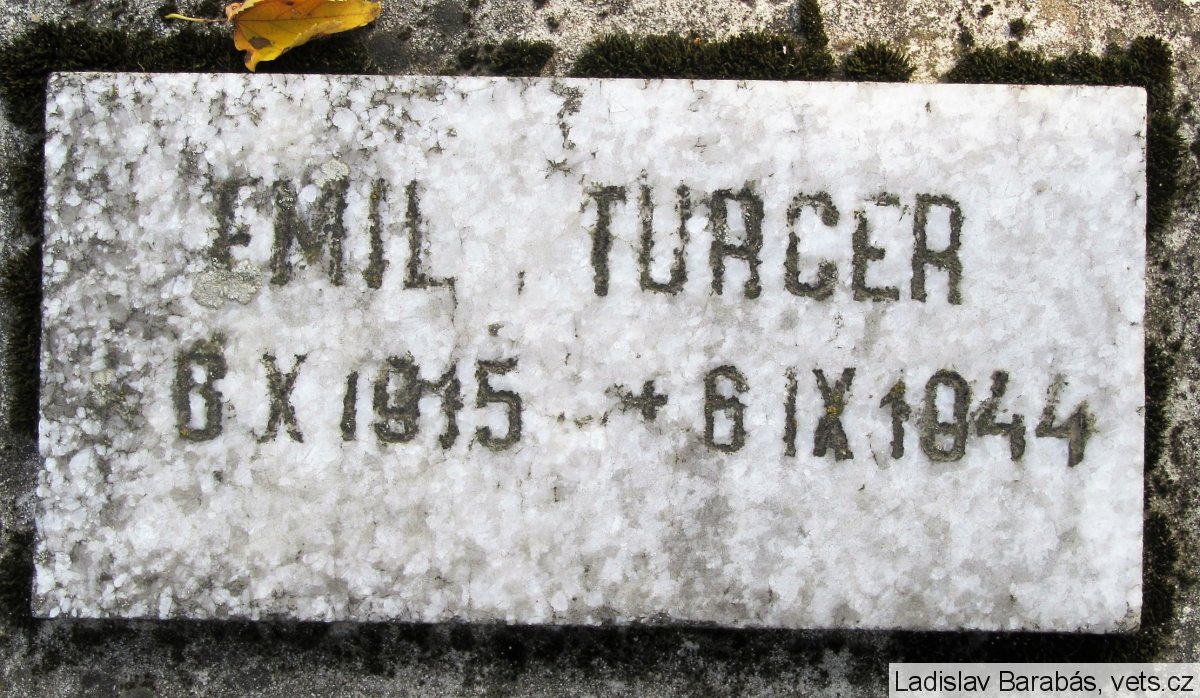 EMIL TURCER
6 X 1915 - + 6 IX 1944
Ladislav Barabás, vets.cz